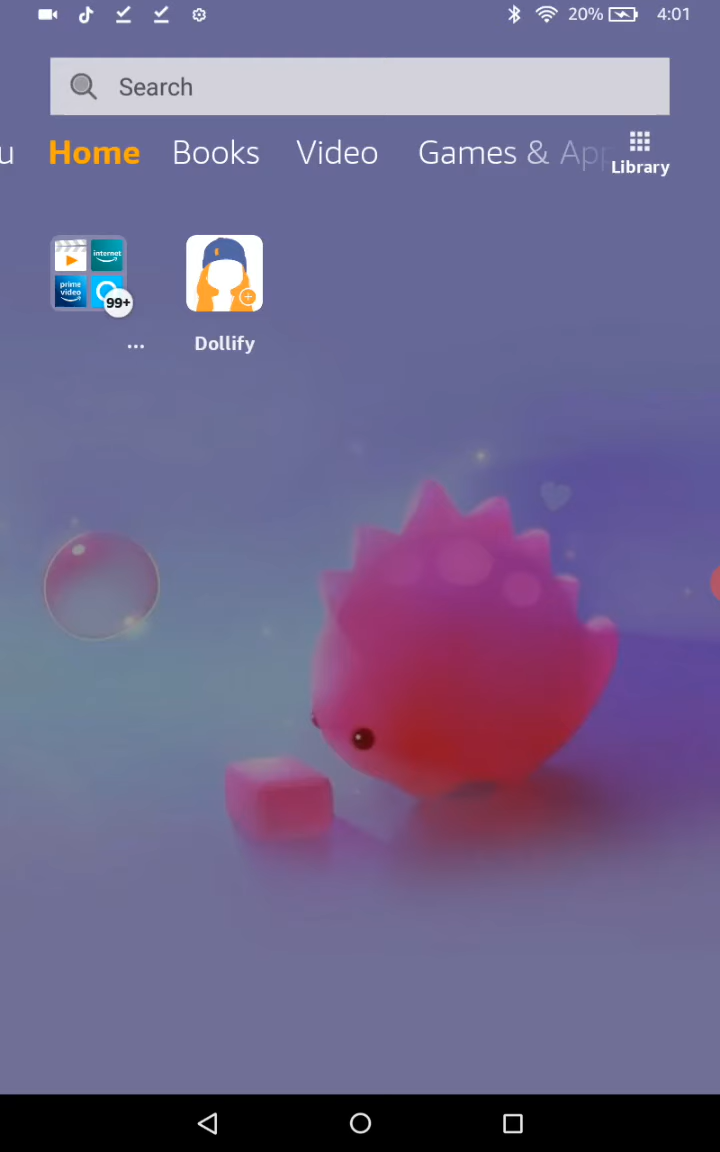 20% 4:01
Search
u Home Books Video Games & App Library
internet
prime video
99+
... Dollify